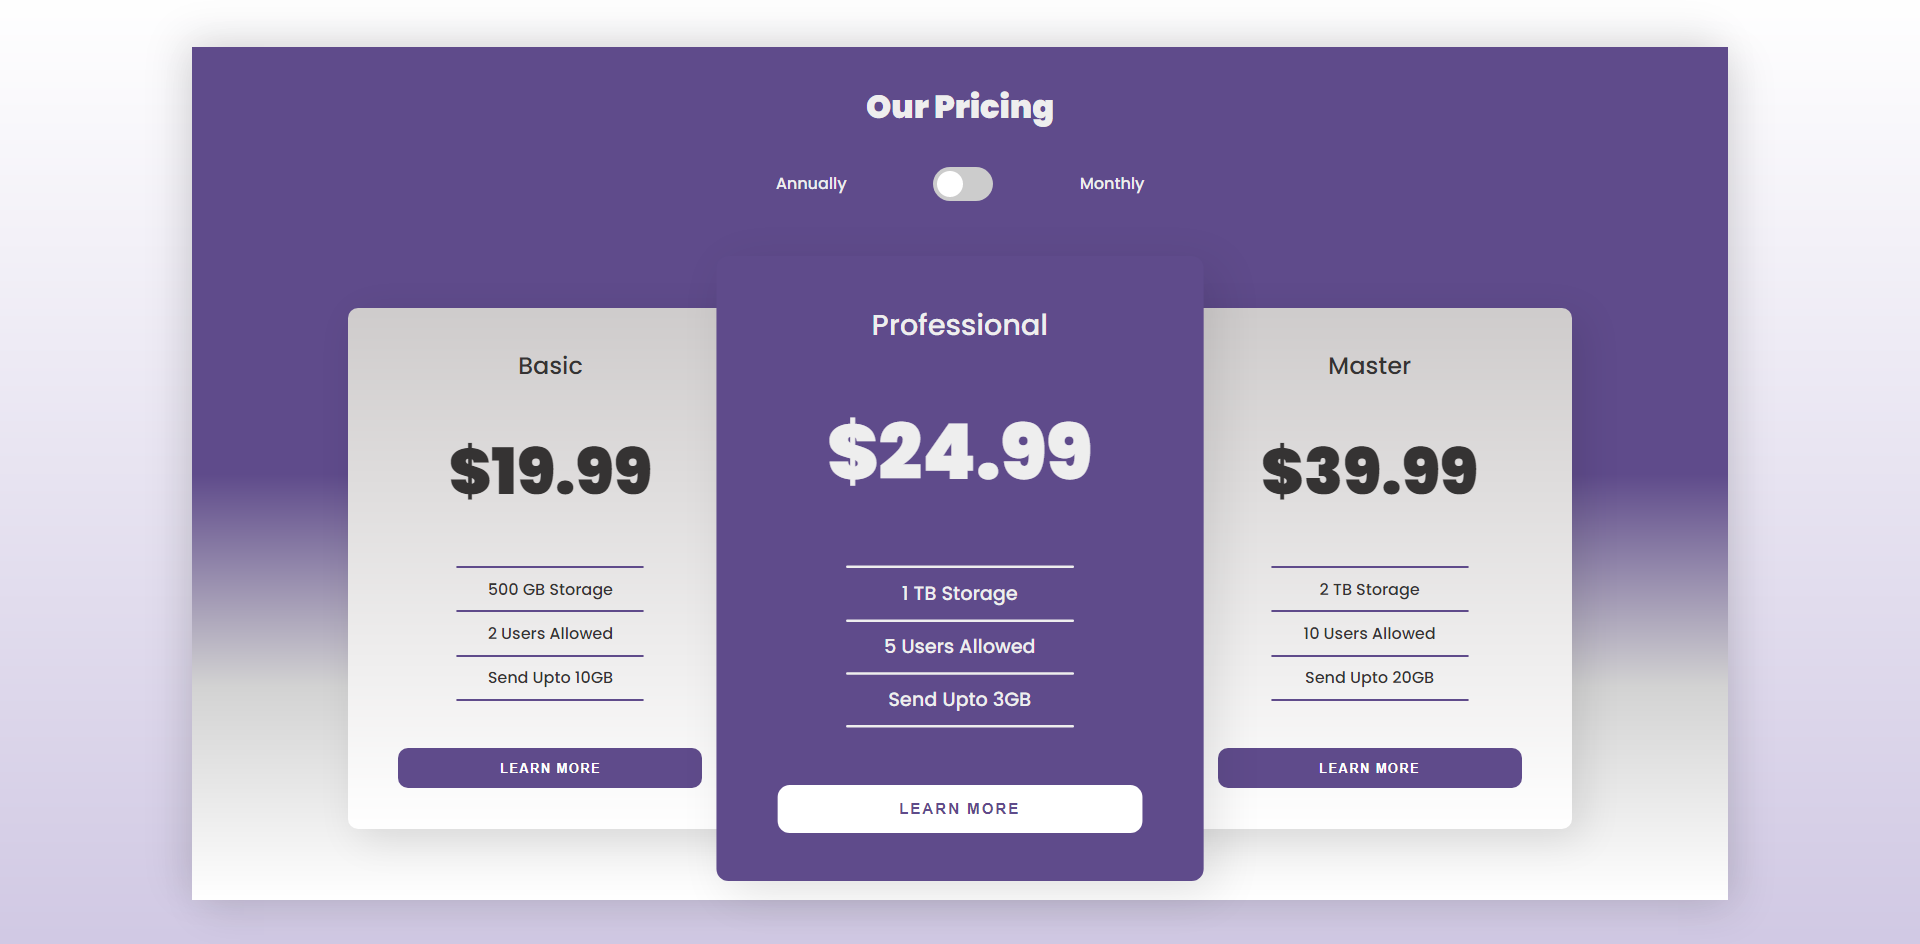 Our Pricing
Annually
Monthly
Basic
$19.99
500 GB Storage
2 Users Allowed
Send Upto 10GB
LEARN MORE
Professional
$24.99
1 TB Storage
5 Users Allowed
Send Upto 3GB
LEARN MORE
Master
$39.99
2 TB Storage
10 Users Allowed
Send Upto 20GB
LEARN MORE